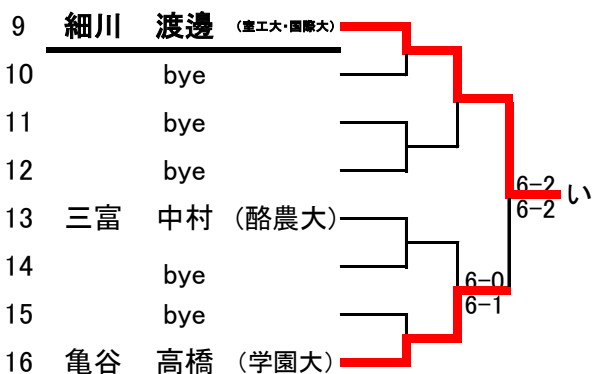 9 細川 渡邊 (室工大・国際大)
10 bye
11 bye
12 bye
6-2 い
6-2
13 三富 中村 (酪農大)
14 bye
6-0
15 bye
6-1
16 亀谷 高橋 (学園大)